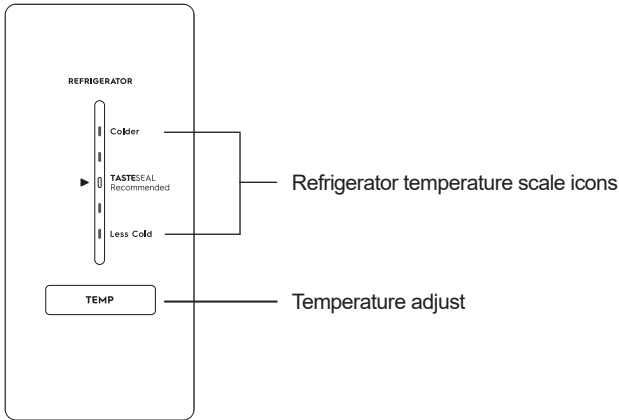 REFRIGERATOR
Colder
TASTESEAL
Recommended
Less Cold
Refrigerator temperature scale icons
TEMP
Temperature adjust